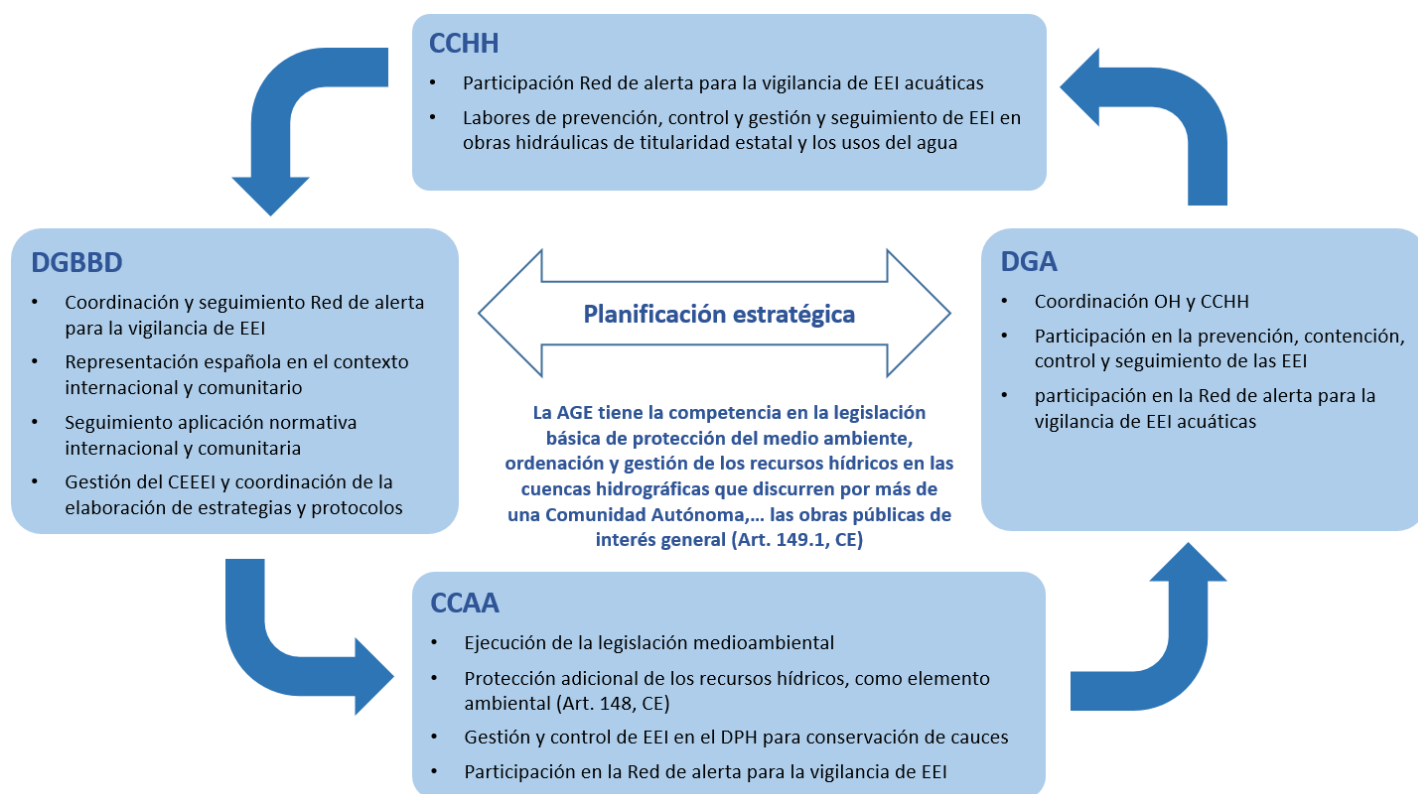 CCHH
• Participación Red de alerta para la vigilancia de EEI acuáticas
• Labores de prevención, control y gestión y seguimiento de EEI en
obras hidráulicas de titularidad estatal y los usos del agua
DGBBD
• Coordinación y seguimiento Red de alerta
para la vigilancia de EEI
• Representación española en el contexto
internacional y comunitario
• Seguimiento aplicación normativa
internacional y comunitaria
• Gestión del CEEEI y coordinación de la
elaboración de estrategias y protocolos
Planificación estratégica
La AGE tiene la competencia en la legislación
básica de protección del medio ambiente,
ordenación y gestión de los recursos hídricos en las
cuencas hidrográficas que discurren por más de
una Comunidad Autónoma,... las obras públicas de
interés general (Art. 149.1, CE)
DGA
• Coordinación OH y CCHH
• Participación en la prevención, contención,
control y seguimiento de las EEI
• participación en la Red de alerta para la
vigilancia de EEI acuáticas
CCAA
• Ejecución de la legislación medioambiental
• Protección adicional de los recursos hídricos, como elemento
ambiental (Art. 148, CE)
• Gestión y control de EEI en el DPH para conservación de cauces
• Participación en la Red de alerta para la vigilancia de EEI